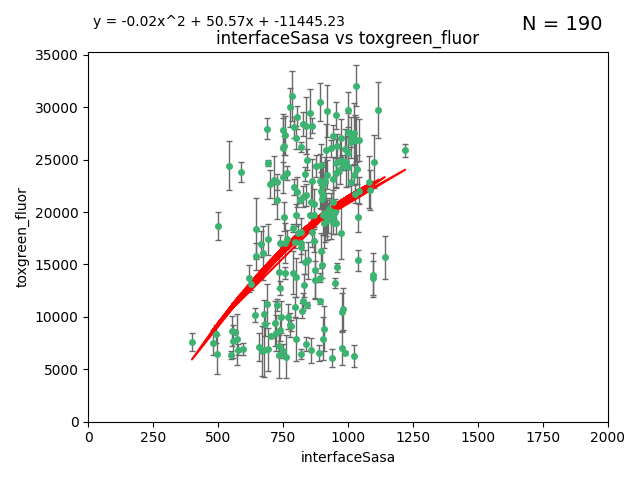 y = -0.02x^2 + 50.57x + -11445.23
N = 190
interfaceSasa vs toxgreen_fluor
35000
30000
25000
20000
15000
10000
5000
0
toxgreen_fluor
0 250 500 750 1000 1250 1500 1750 2000
interfaceSasa